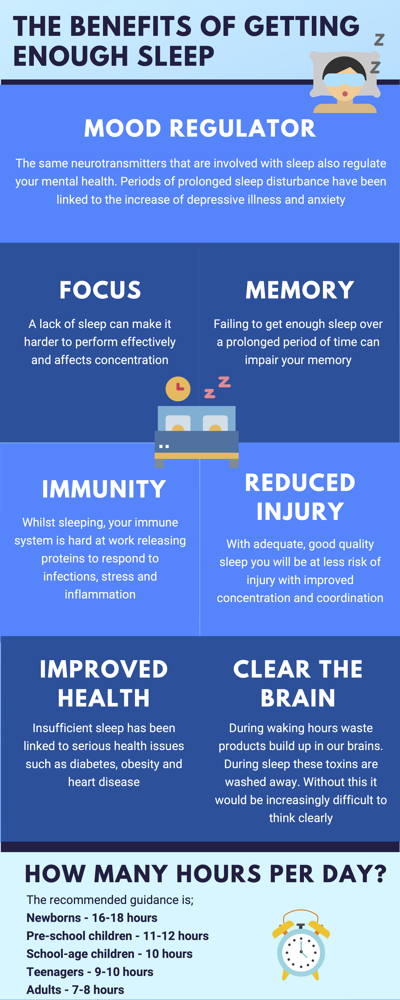 THE BENEFITS OF GETTING
ENOUGH SLEEP
Z
Z
MOOD REGULATOR
The same neurotransmitters that are involved with sleep also regulate
your mental health. Periods of prolonged sleep disturbance have been
linked to the increase of depressive illness and anxiety
FOCUS
A lack of sleep can make it
harder to perform effectively
and affects concentration
MEMORY
Failing to get enough sleep over
a prolonged period of time can
impair your memory
z
z
IMMUNITY
Whilst sleeping, your immune
system is hard at work releasing
proteins to respond to
infections, stress and
inflammation
REDUCED
INJURY
With adequate, good quality
sleep you will be at less risk of
injury with improved
concentration and coordination
IMPROVED
HEALTH
Insufficient sleep has been
linked to serious health issues
such as diabetes, obesity and
heart disease
CLEAR THE
BRAIN
During waking hours waste
products build up in our brains.
During sleep these toxins are
washed away. Without this it
would be increasingly difficult to
think clearly
HOW MANY HOURS PER DAY?
The recommended guidance is;
Newborns - 16-18 hours
Pre-school children - 11-12 hours
School-age children - 10 hours
Teenagers - 9-10 hours
Adults - 7-8 hours